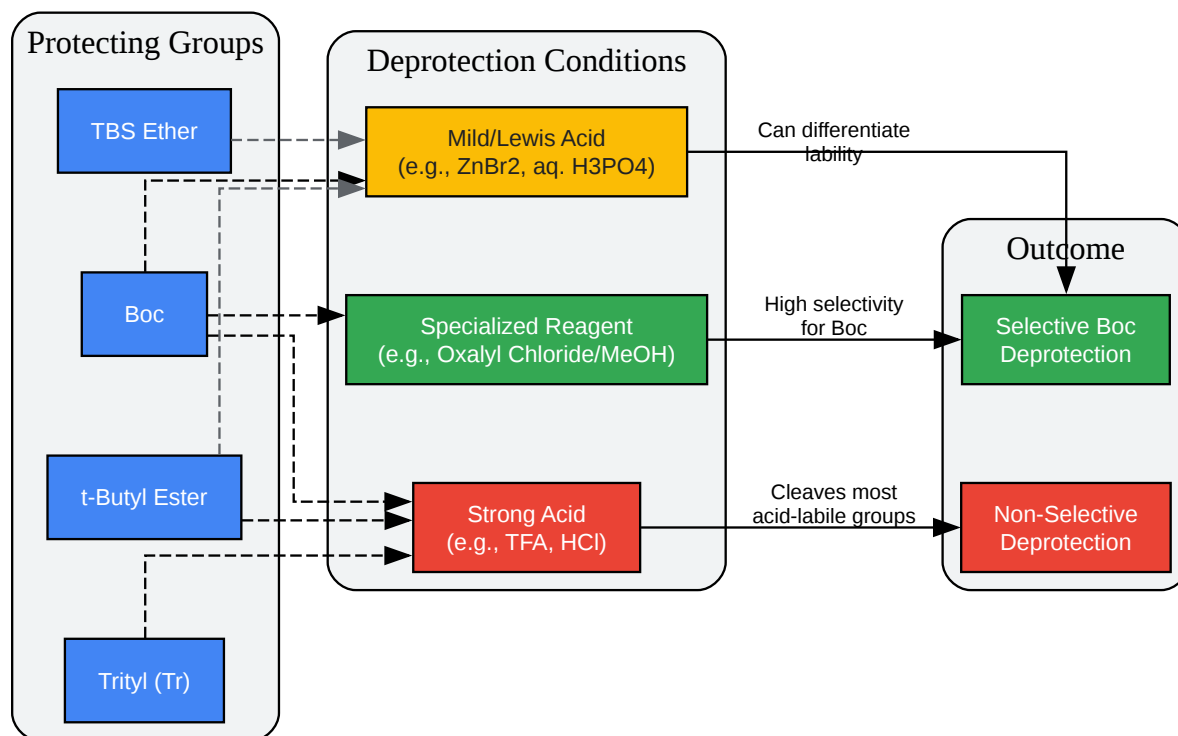 Protecting Groups
TBS Ether
Boc
t-Butyl Ester
Trityl (Tr)
Deprotection Conditions
Mild/Lewis Acid
(e.g., ZnBr2, aq. H3PO4)
Specialized Reagent
(e.g., Oxalyl Chloride/MeOH)
Strong Acid
(e.g., TFA, HCl)
Can differentiate
lability
High selectivity
for Boc
Cleaves most
acid-labile groups
Outcome
Selective Boc
Deprotection
Non-Selective
Deprotection